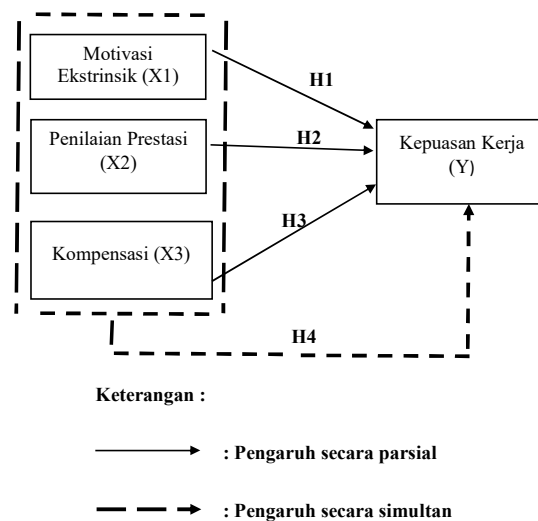 Motivasi
Ekstrinsik (X1)
H1
Penilaian Prestasi
(X2)
H2
Kepuasan Kerja
(Y)
H3
Kompensasi (X3)
H4
Keterangan :
: Pengaruh secara parsial
: Pengaruh secara simultan